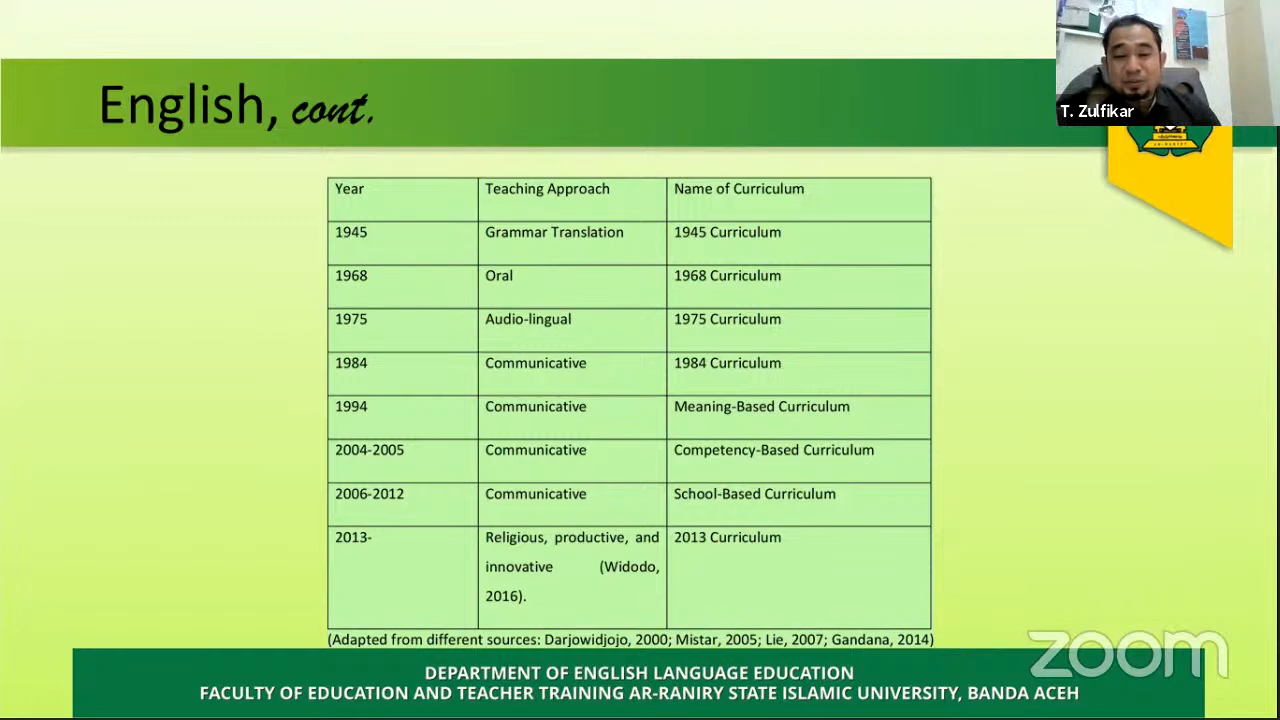 English, cont.
T. Zulfikar
Year Teaching Approach Name of Curriculum
1945 Grammar Translation 1945 Curriculum
1968 Oral 1968 Curriculum
1975 Audio-lingual 1975 Curriculum
1984 Communicative 1984 Curriculum
1994 Communicative Meaning-Based Curriculum
2004-2005 Communicative Competency-Based Curriculum
2006-2012 Communicative School-Based Curriculum
2013- Religious, productive, and 2013 Curriculum
innovative (Widodo,
2016).
(Adapted from different sources: Darjowidjojo, 2000; Mistar, 2005; Lie, 2007; Gandana, 2014)
zoom
DEPARTMENT OF ENGLISH LANGUAGE EDUCATION
FACULTY OF EDUCATION AND TEACHER TRAINING AR-RANIRY STATE ISLAMIC UNIVERSITY, BANDA ACEH